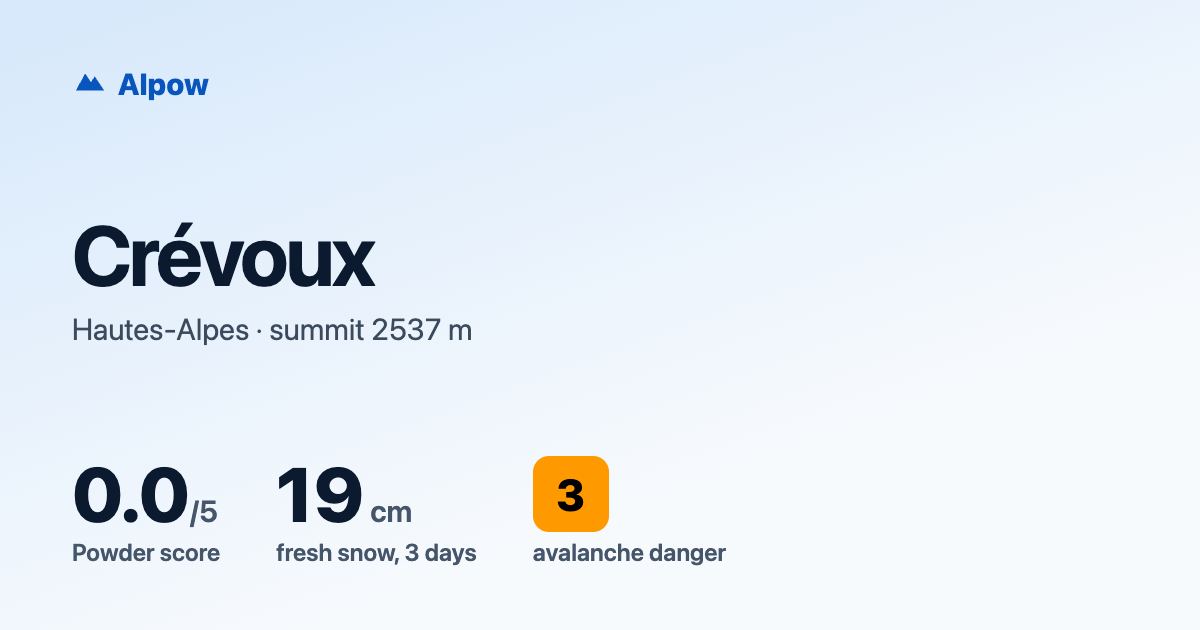 Alpow
Crévoux
Hautes-Alpes · summit 2537 m
0.0/5
Powder score
19 cm
fresh snow, 3 days
3
avalanche danger